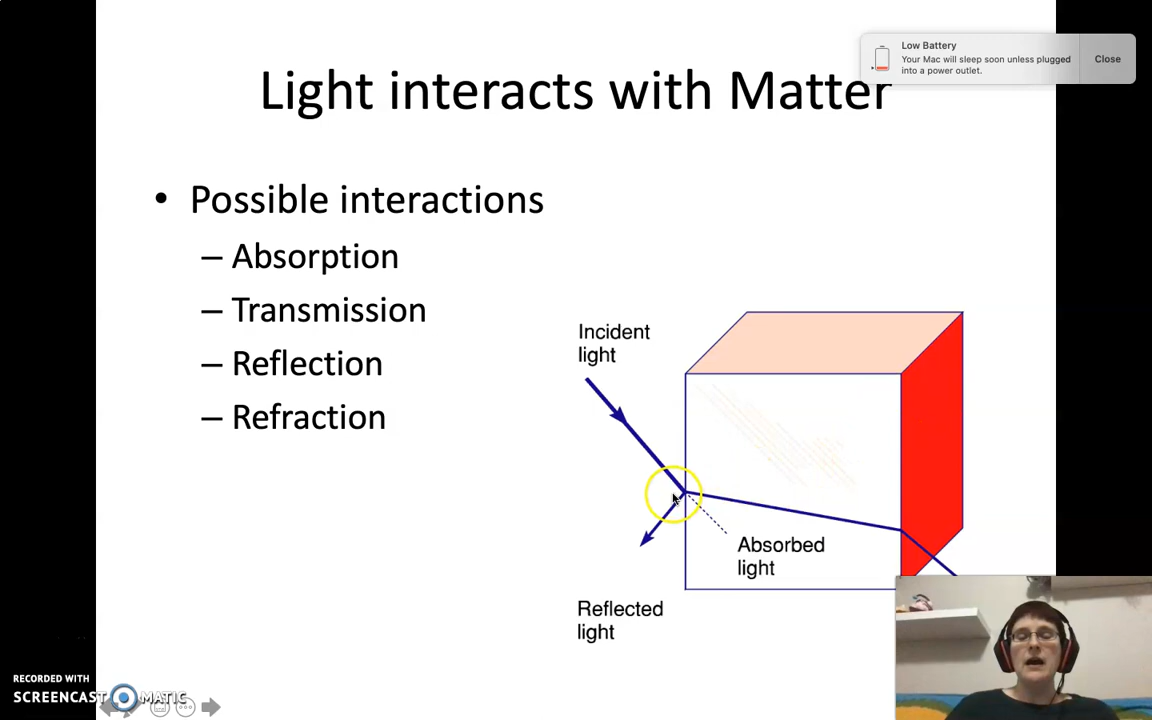 Low Battery
Your Mac will sleep soon unless plugged
into a power outlet.
Close
Light interacts with Matter
• Possible interactions
– Absorption
– Transmission
– Reflection
– Refraction
Incident
light
Absorbed
light
Reflected
light
RECORDED WITH
SCREENCAST MATIC